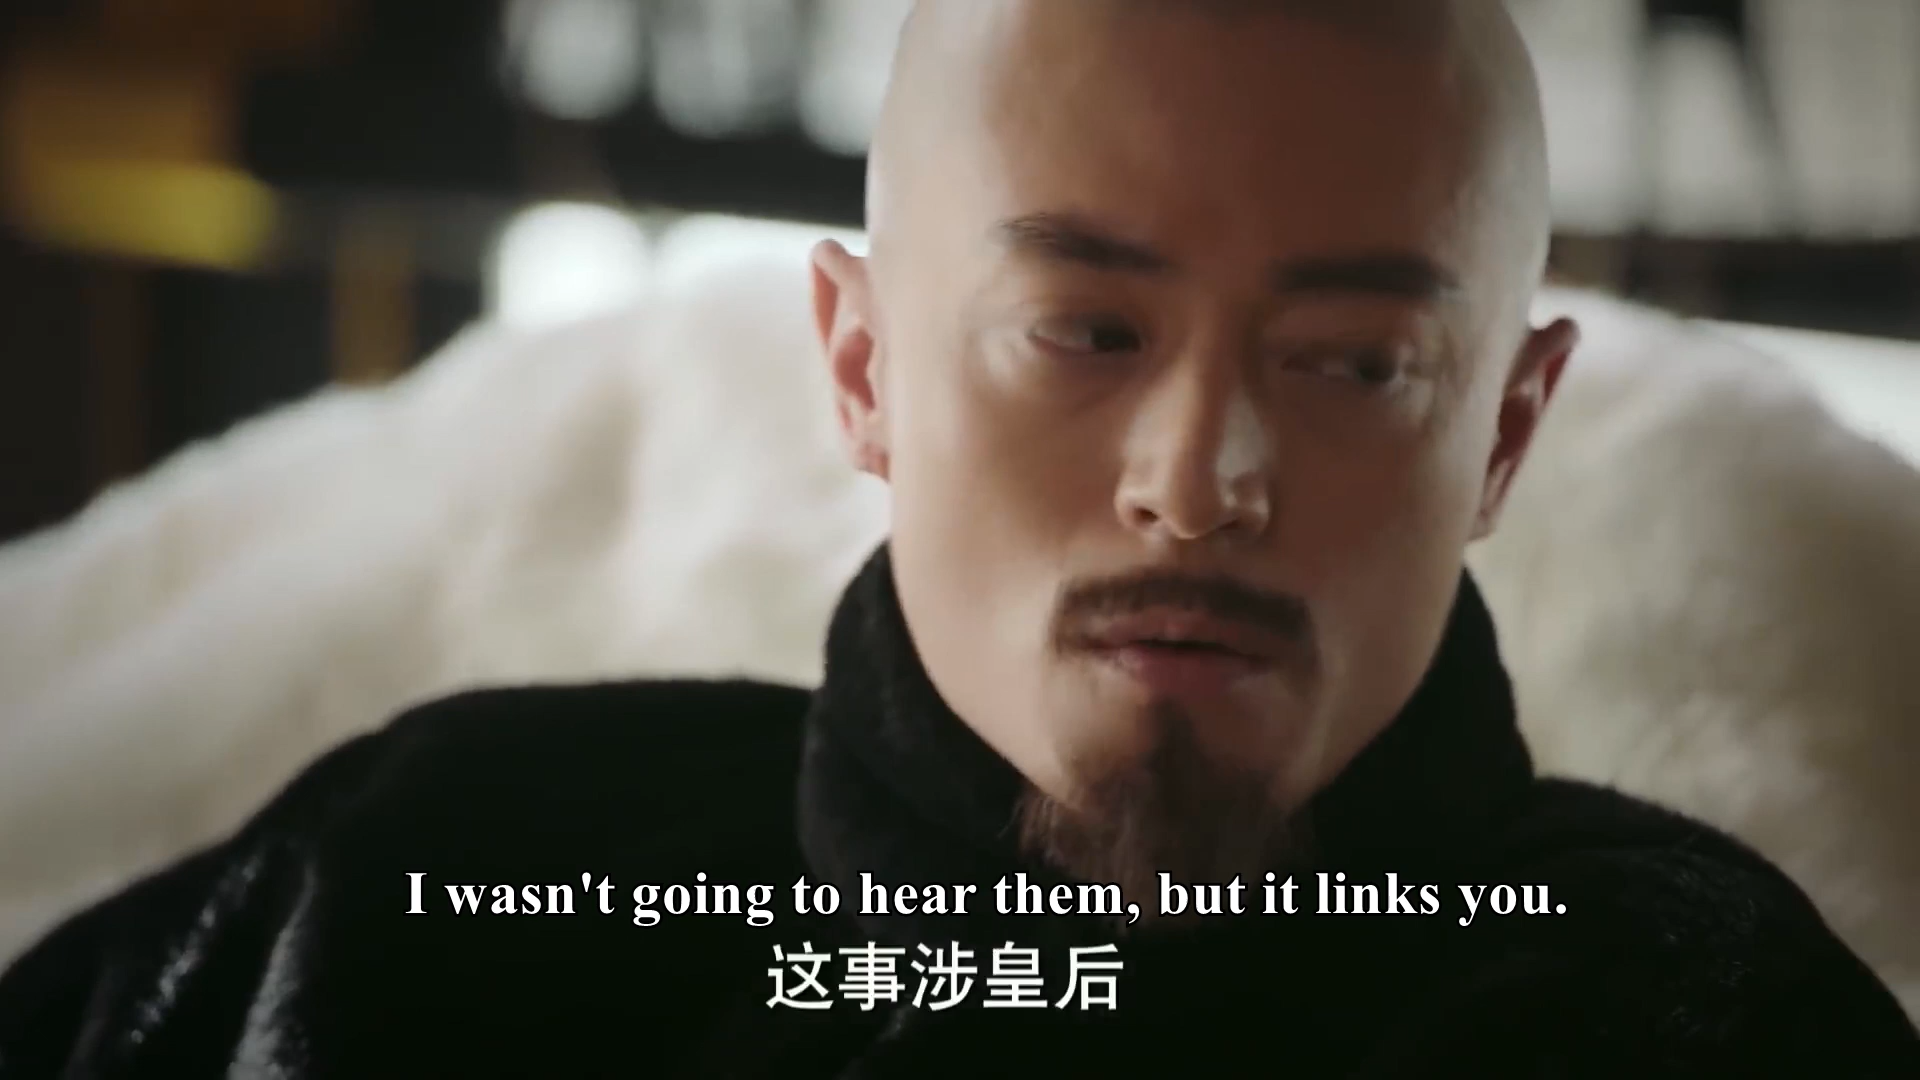 I wasn't going to hear them, but it links you.
这事涉皇后